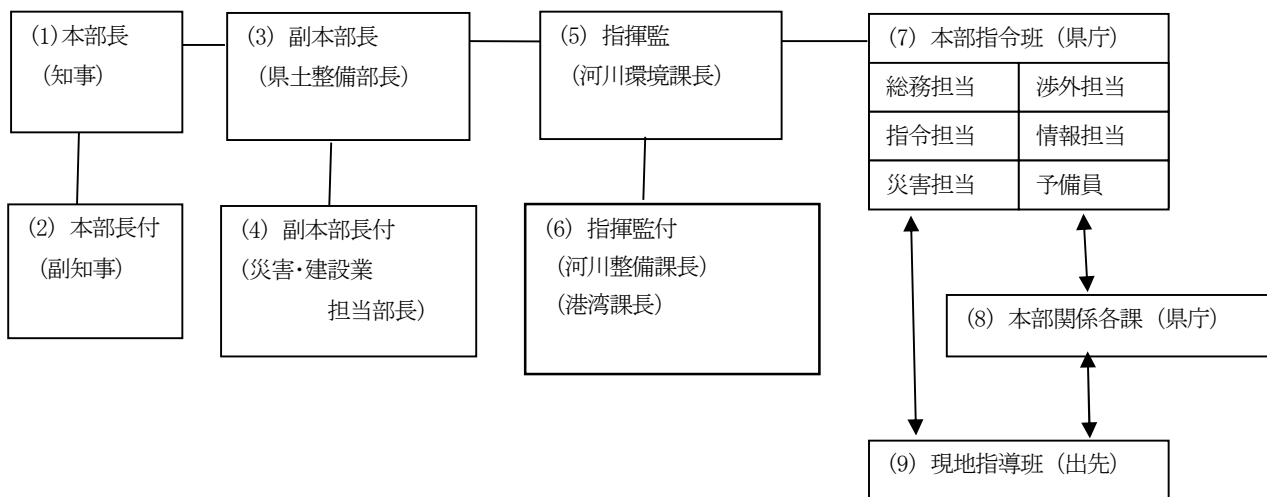 (1)本部長
(知事)
(2) 本部長付
(副知事)
(3) 副本部長
(県土整備部長)
(4) 副本部長付
(災害・建設業
担当部長)
(5) 指揮監
(河川環境課長)
(6) 指揮監付
(河川整備課長)
(港湾課長)
(7) 本部指令班 (県庁)
総務担当 渉外担当
指令担当 情報担当
災害担当 予備員
(8) 本部関係各課 (県庁)
(9) 現地指導班 (出先)